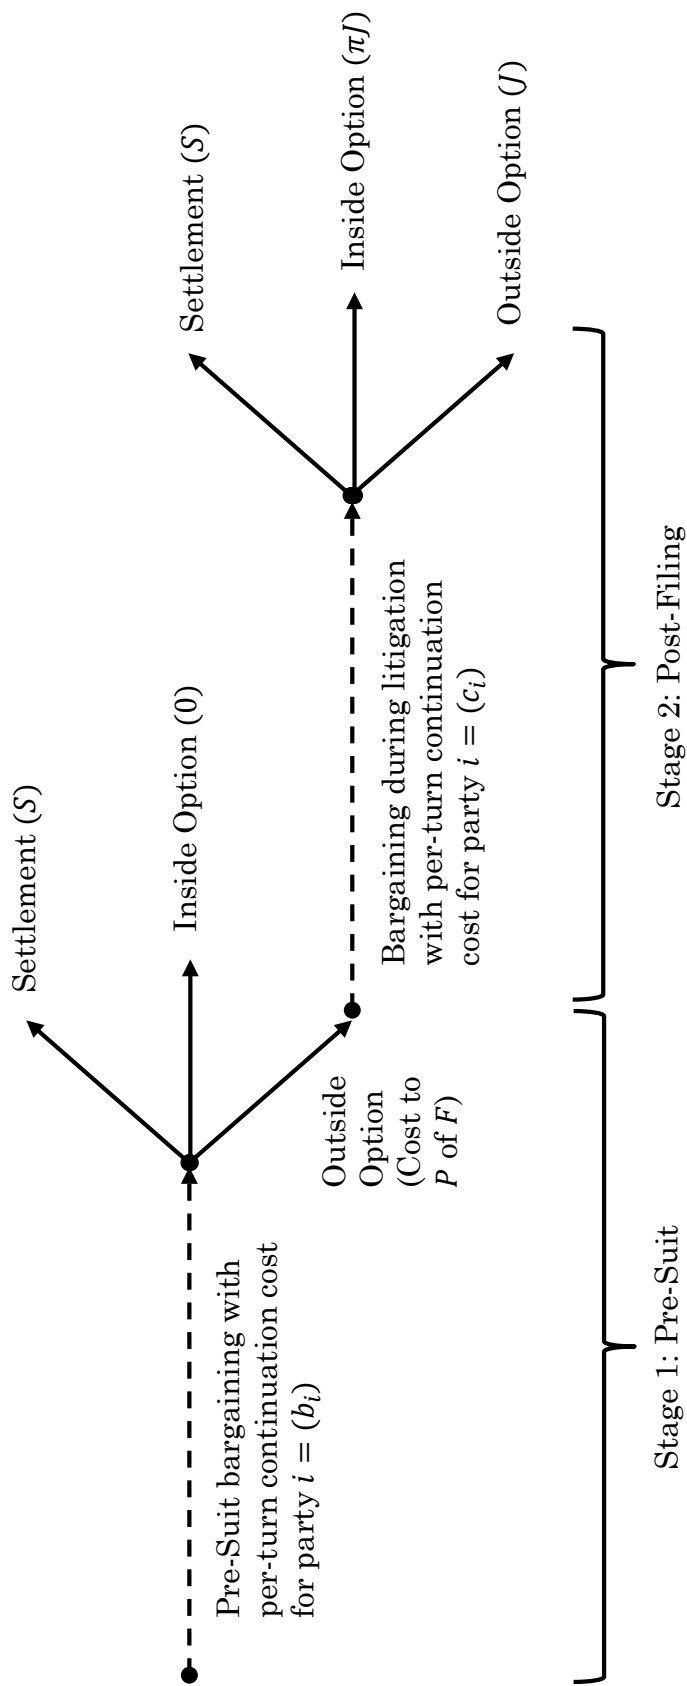 Settlement (S)
Inside Option (0)
Pre-Suit bargaining with
per-turn continuation cost
for party i = (b_i)
Outside
Option
(Cost to
P of F)
Settlement (S)
Inside Option (πJ)
Outside Option (J)
Bargaining during litigation
with per-turn continuation
cost for party i = (c_i)
Stage 1: Pre-Suit
Stage 2: Post-Filing